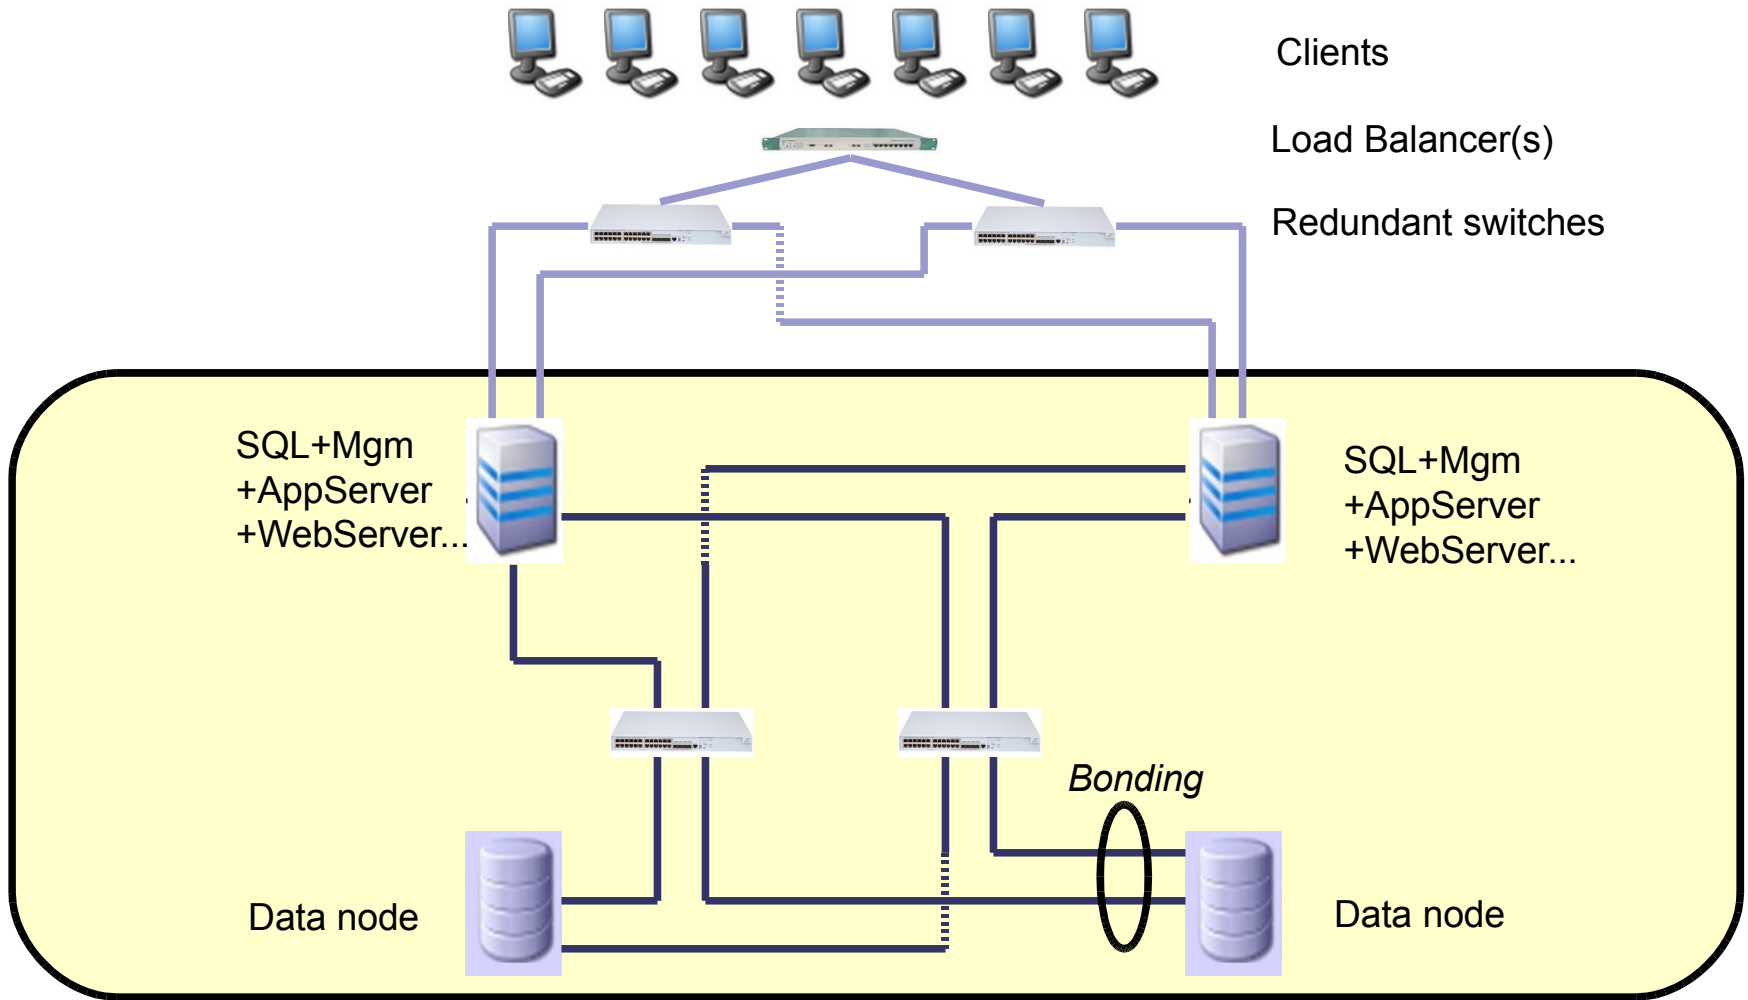 Clients
Load Balancer(s)
Redundant switches
SQL+Mgm
+AppServer
+WebServer...
SQL+Mgm
+AppServer
+WebServer...
Bonding
Data node
Data node